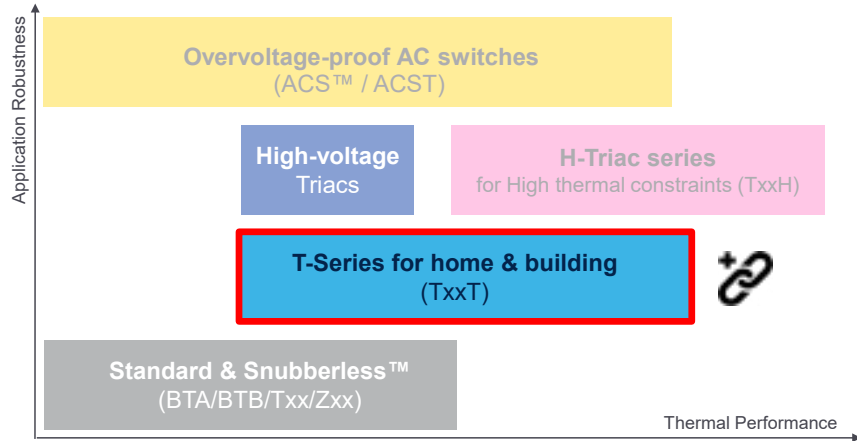 Application Robustness
Overvoltage-proof AC switches
(ACS™ / ACST)
High-voltage
Triacs
H-Triac series
for High thermal constraints (TxxH)
T-Series for home & building
(TxxT)
Standard & Snubberless™
(BTA/BTB/Txx/Zxx)
Thermal Performance